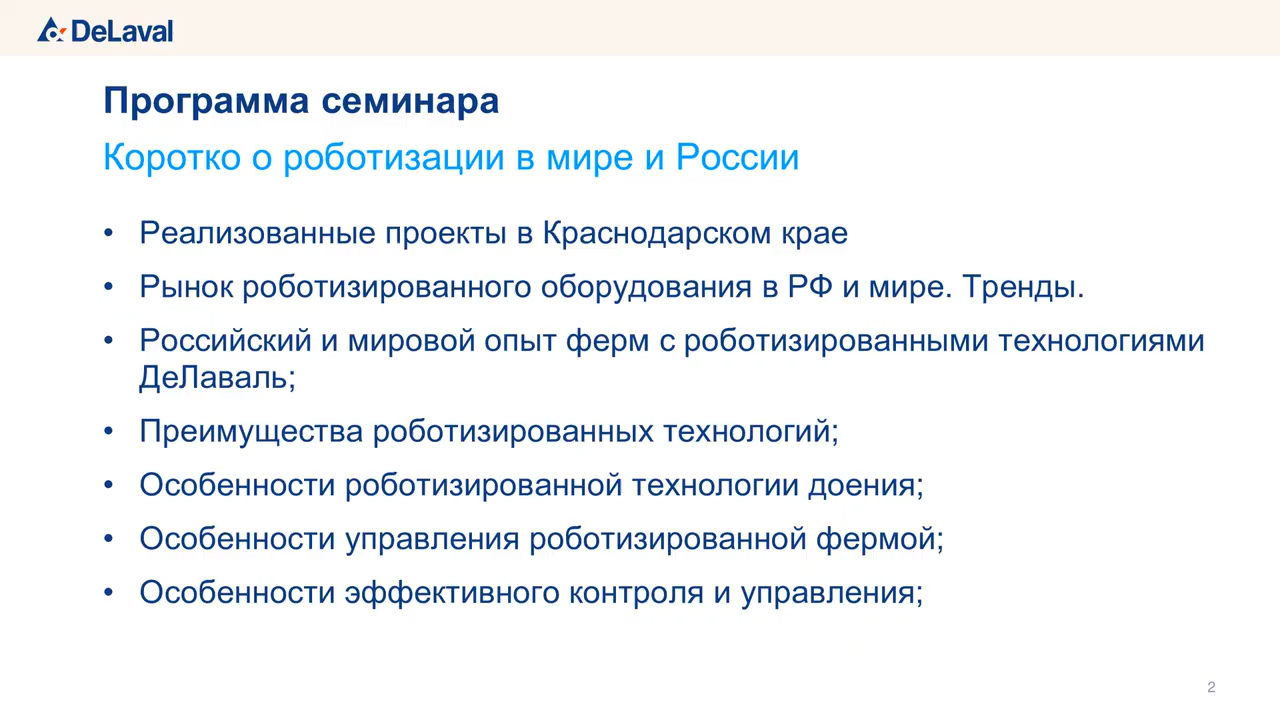 DeLaval
Программа семинара
Коротко о роботизации в мире и России
• Реализованные проекты в Краснодарском крае
• Рынок роботизированного оборудования в РФ и мире. Тренды.
• Российский и мировой опыт ферм с роботизированными технологиями
ДеЛаваль;
• Преимущества роботизированных технологий;
• Особенности роботизированной технологии доения;
• Особенности управления роботизированной фермой;
• Особенности эффективного контроля и управления;
2